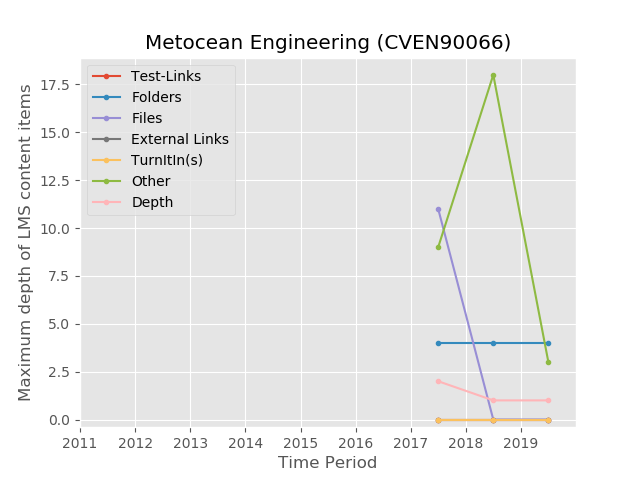 Metocean Engineering (CVEN90066)
Maximum depth of LMS content items
17.5
15.0
12.5
10.0
7.5
5.0
2.5
0.0
Test-Links
Folders
Files
External Links
TurnItIn(s)
Other
Depth
2011 2012 2013 2014 2015 2016 2017 2018 2019
Time Period